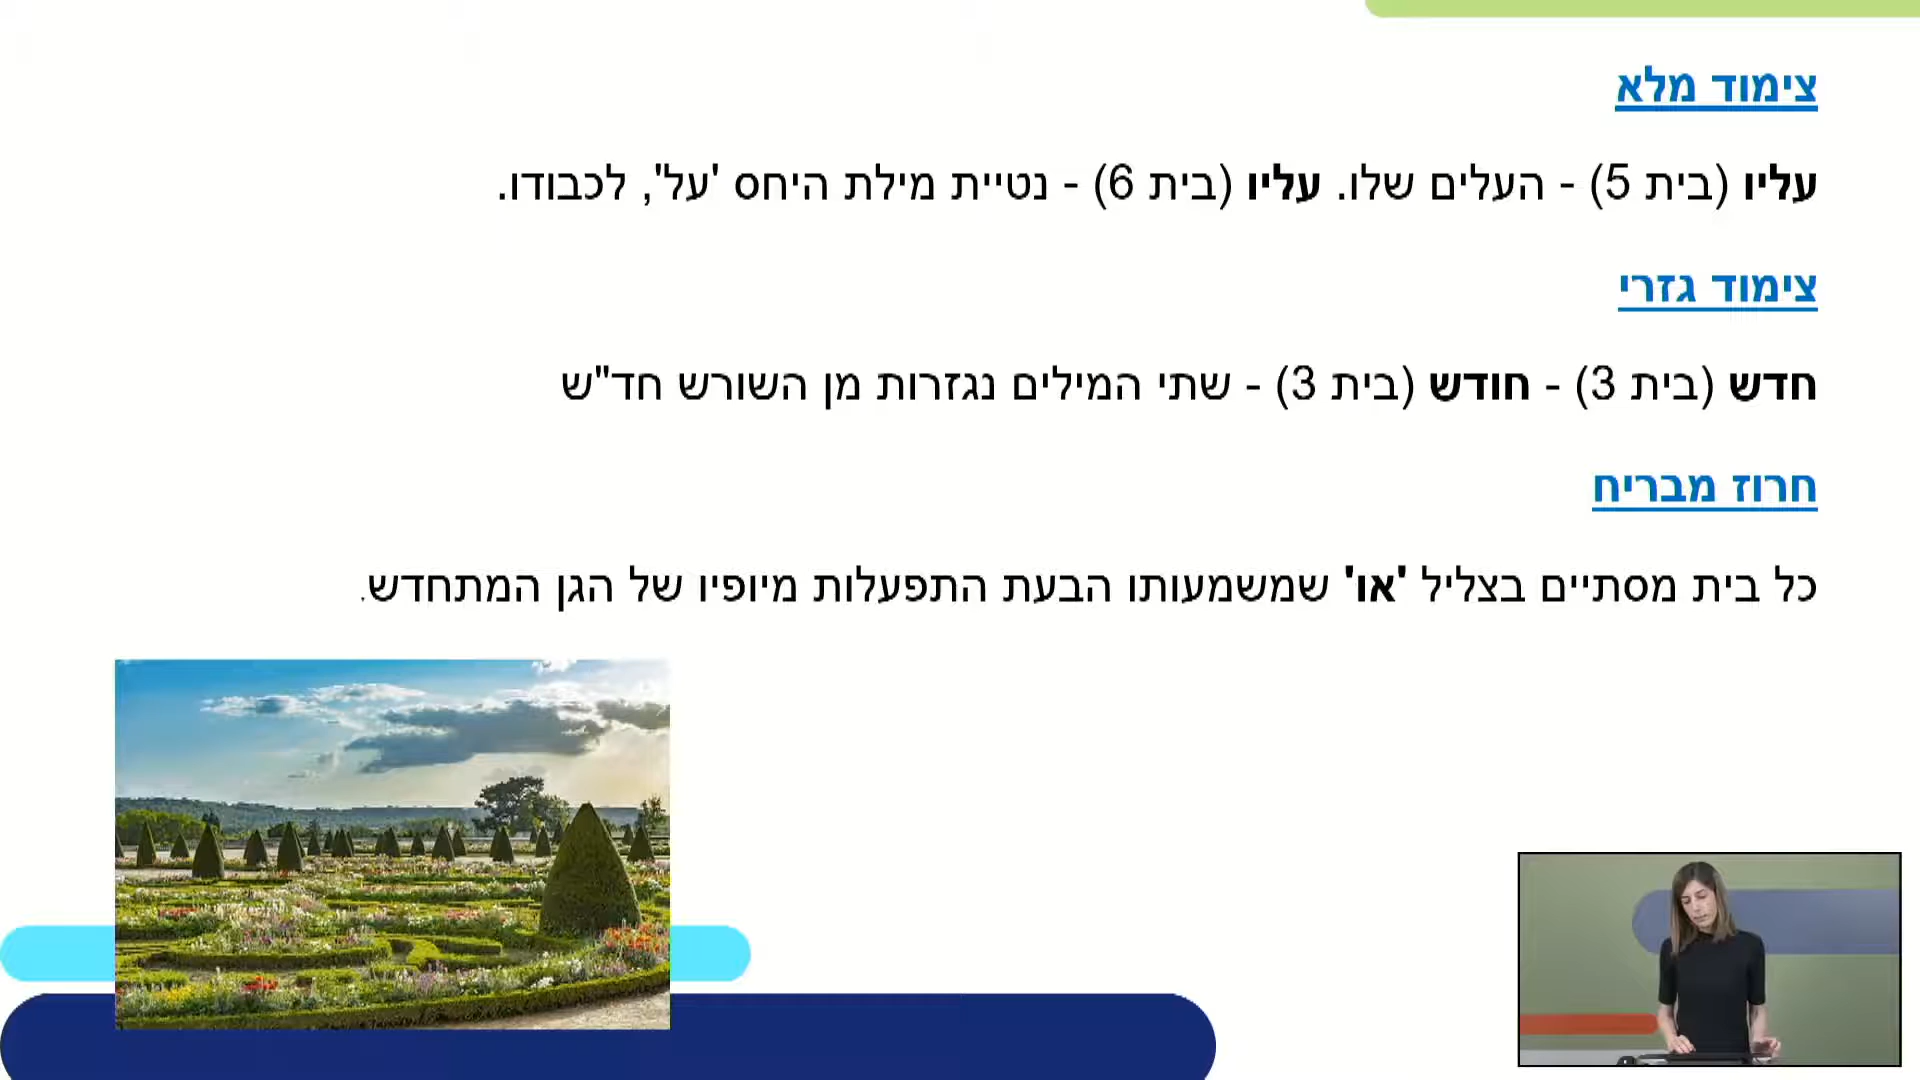 צימוד מלא
עליו (בית 5) - העלים שלו. עליו (בית 6) - נטיית מילת היחס 'על', לכבודו.
צימוד גזרי
חדש (בית 3) - חודש (בית 3) - שתי המילים נגזרות מן השורש חד"ש
חרוז מבריח
כל בית מסתיים בצליל 'או' שמשמעותו הבעת התפעלות מיופיו של הגן המתחדש.